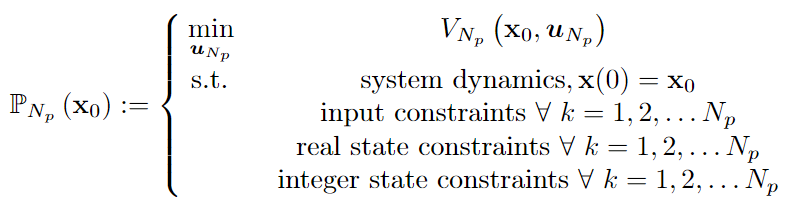 min 𝒖_{N_p} V_{N_p} (𝐱_0, 𝒖_{N_p})
ℙ_{N_p} (𝐱_0) := { s.t. system dynamics, 𝐱(0) = 𝐱_0
input constraints ∀ k = 1, 2, . . . N_p
real state constraints ∀ k = 1, 2, . . . N_p
integer state constraints ∀ k = 1, 2, . . . N_p